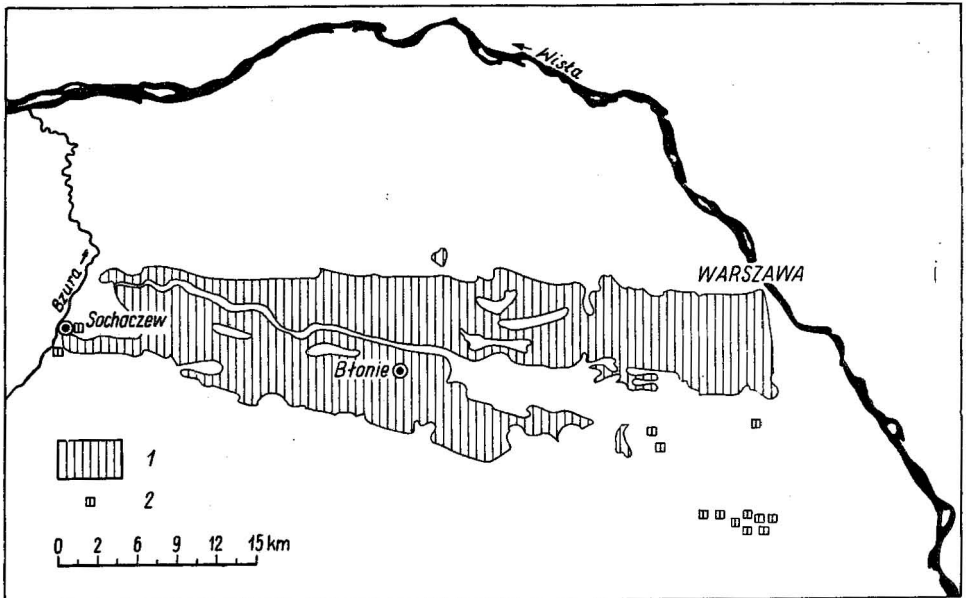 ← Wisła
WARSZAWA
Bzura →
Sochaczew
Błonie
1
2
0 2 6 9 12 15 km